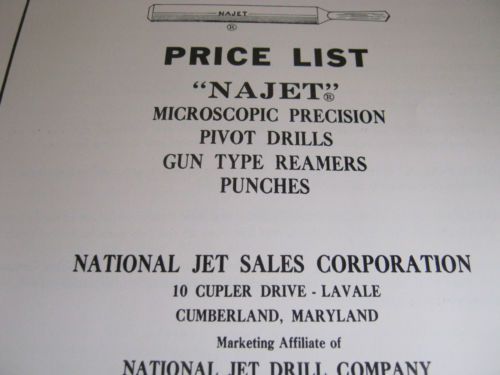 NAJET
®
PRICE LIST
"NAJET"®
MICROSCOPIC PRECISION
PIVOT DRILLS
GUN TYPE REAMERS
PUNCHES
NATIONAL JET SALES CORPORATION
10 CUPLER DRIVE - LAVALE
CUMBERLAND, MARYLAND
Marketing Affiliate of
NATIONAL JET DRILL COMPANY